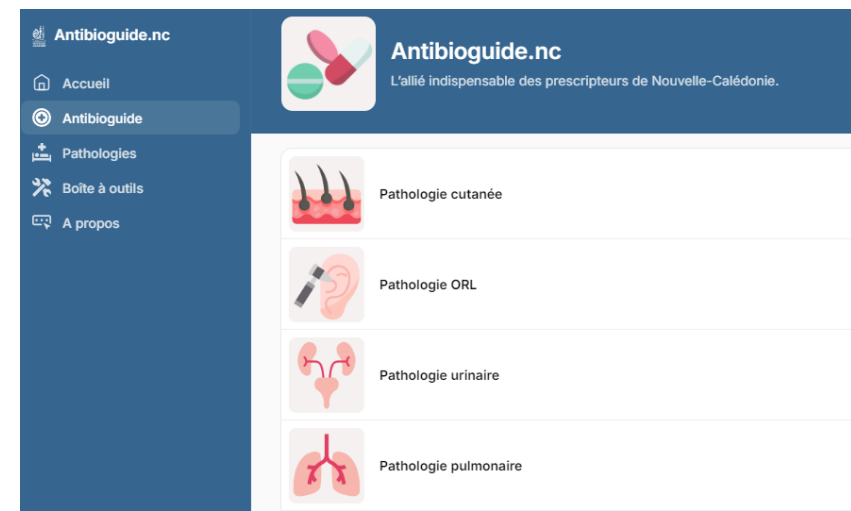 Antibioguide.nc
Accueil
Antibioguide
Pathologies
Boîte à outils
A propos
Antibioguide.nc
L'allié indispensable des prescripteurs de Nouvelle-Calédonie.
Pathologie cutanée
Pathologie ORL
Pathologie urinaire
Pathologie pulmonaire